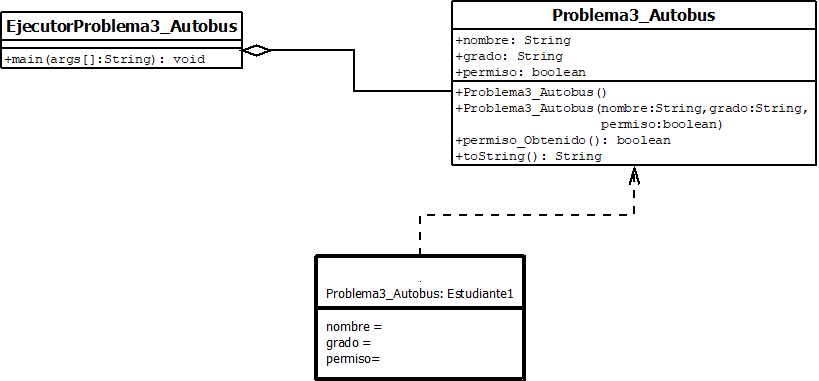 EjecutorProblema3_Autobus
+main(args[]:String): void
Problema3_Autobus
+nombre: String
+grado: String
+permiso: boolean
+Problema3_Autobus()
+Problema3_Autobus(nombre:String,grado:String,
permiso:boolean)
+permiso_Obtenido(): boolean
+toString(): String
.
Problema3_Autobus: Estudiante1
nombre =
grado =
permiso=